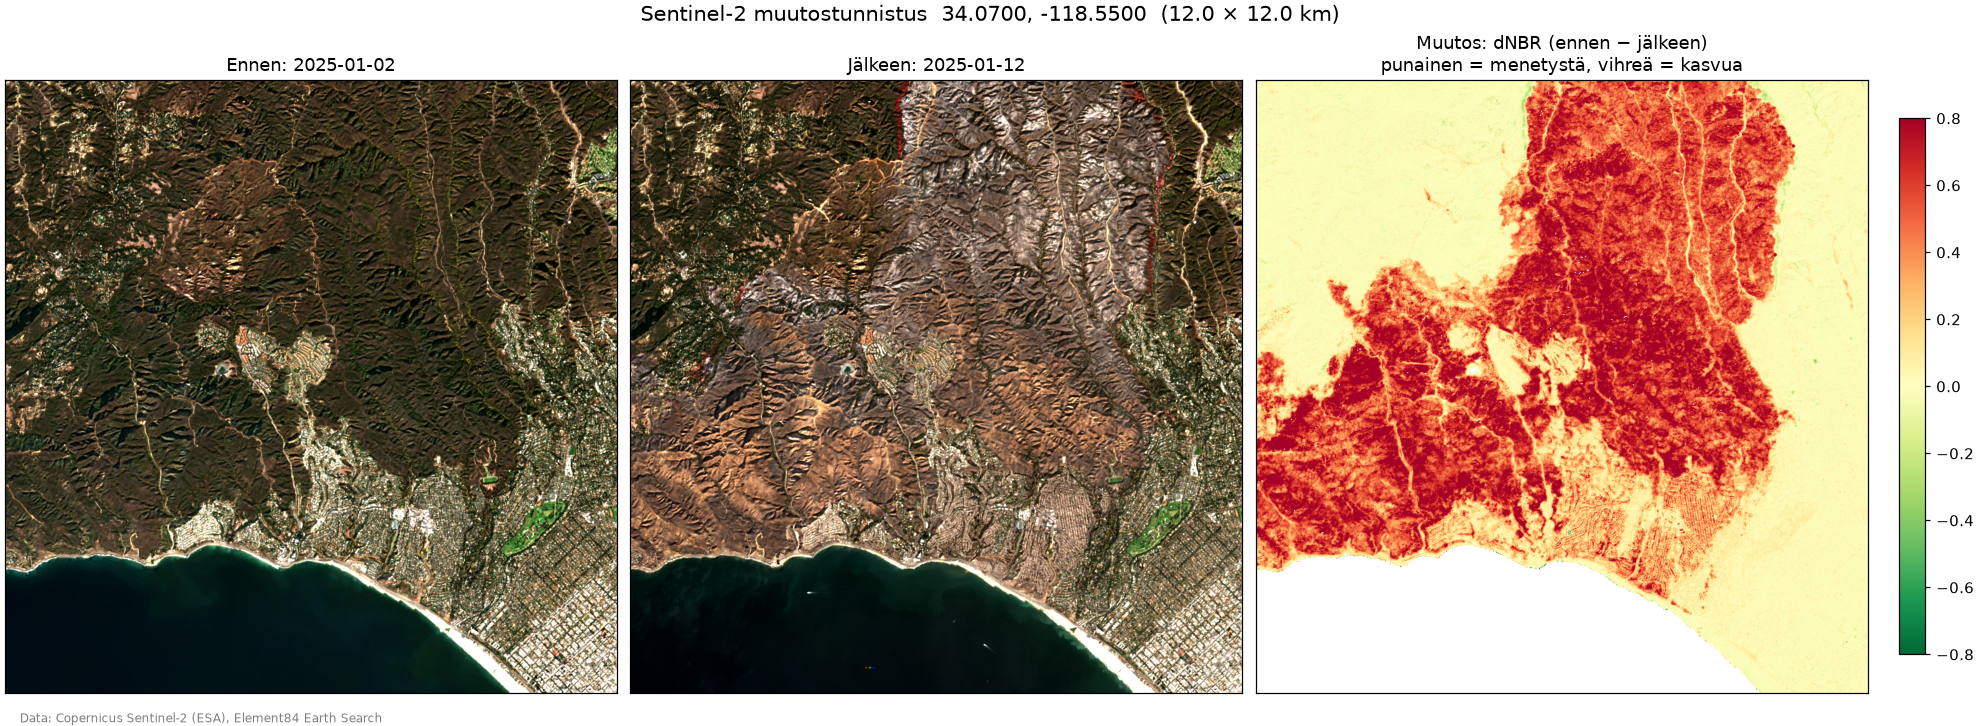 Sentinel-2 muutostunnistus  34.0700, -118.5500  (12.0 × 12.0 km)
Ennen: 2025-01-02
Jälkeen: 2025-01-12
Muutos: dNBR (ennen − jälkeen)
punainen = menetystä, vihreä = kasvua
0.8
0.6
0.4
0.2
0.0
−0.2
−0.4
−0.6
−0.8
Data: Copernicus Sentinel-2 (ESA), Element84 Earth Search